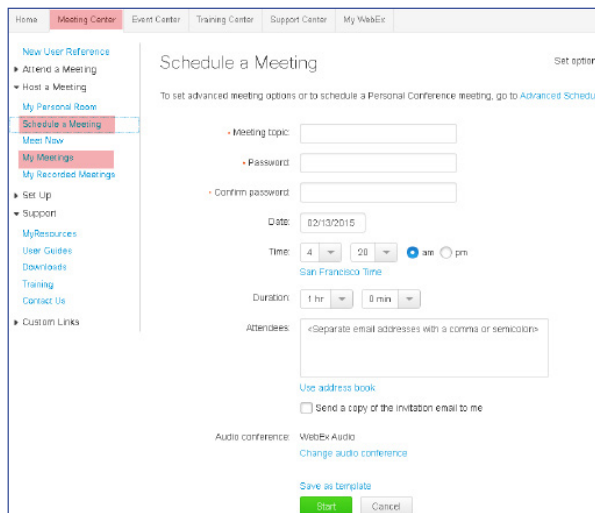 Home Meeting Center Event Center Training Center Support Center My WebEx
New User Reference
Attend a Meeting
Host a Meeting
My Personal Room
Schedule a Meeting
Meet Now
My Meetings
My Recorded Meetings
Set Up
Support
MyResources
User Guides
Downloads
Training
Contact Us
Custom Links
Schedule a Meeting
Set option
To set advanced meeting options or to schedule a Personal Conference meeting, go to Advanced Schedu
Meeting topic:
Password:
Confirm password:
Date: 02/13/2015
Time: 4 20 am pm
San Francisco Time
Duration: 1 hr 0 min
Attendees: <Separate email addresses with a comma or semicolon>
Use address book
Send a copy of the invitation email to me
Audio conference: WebEx Audio
Change audio conference
Save as template
Start Cancel